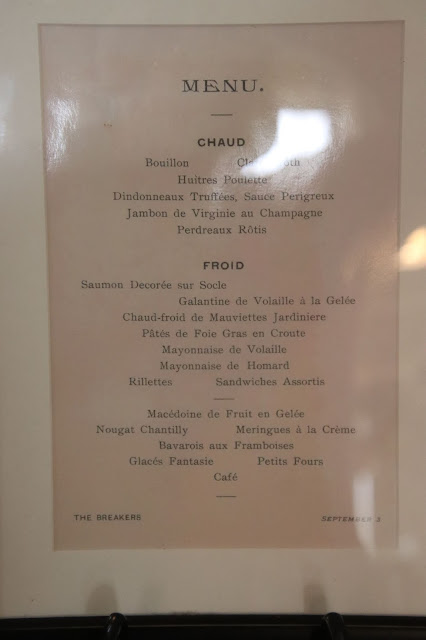 MENU.
CHAUD
Bouillon
Huitres Poulette
Dindonneaux Truffées, Sauce Perigreux
Jambon de Virginie au Champagne
Perdreaux Rôtis
FROID
Saumon Decorée sur Socle
Galantine de Volaille à la Gelée
Chaud-froid de Mauviettes Jardiniere
Pâtés de Foie Gras en Croute
Mayonnaise de Volaille
Mayonnaise de Homard
Rillettes Sandwiches Assortis
Macèdoine de Fruit en Gelée
Nougat Chantilly Meringues à la Crème
Bavarois aux Framboises
Glacés Fantasie Petits Fours
Café
THE BREAKERS SEPTEMBER 3